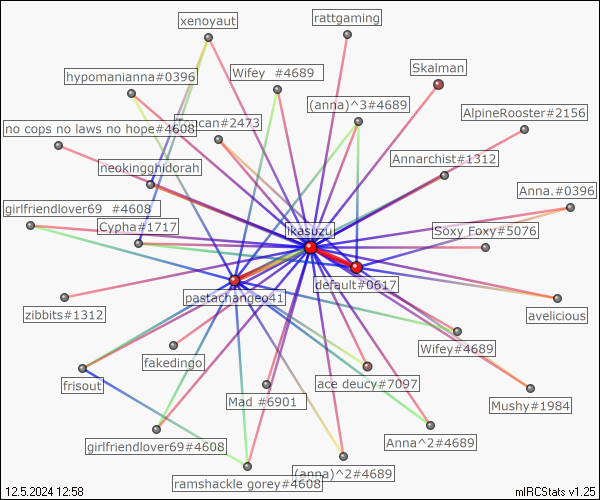 xenoyaut
rattgaming
hypomanianna#0396
Wifey #4689
Skalman
(anna)^3#4689
AlpineRooster#2156
no cops no laws no hope#4608
#2473
Annarchist#1312
neokingghidorah
Anna.#0396
girlfriendlover69 #4608
Cypha#1717
ikasuzu
Soxy Foxy#5076
default#0617
pastachangeo41
zibbits#1312
avelicious
Wifey#4689
fakedingo
frisout
ace deucy#7097
Mad #6901
Mushy#1984
girlfriendlover69#4608
Anna^2#4689
(anna)^2#4689
ramshackle gorey#4608
12.5.2024 12:58
mIRCStats v1.25